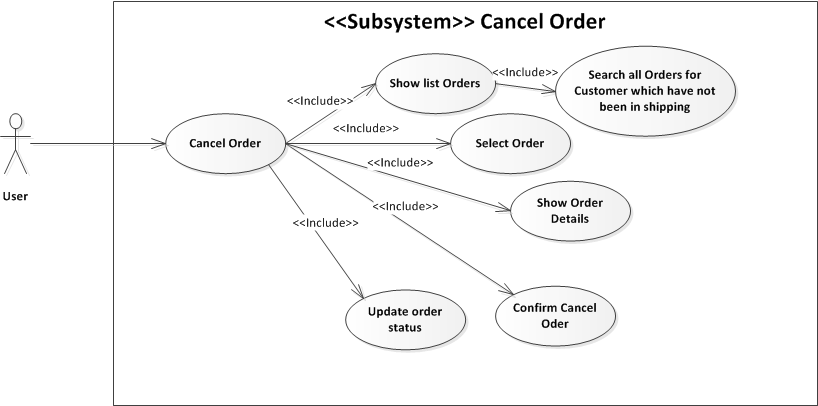 <<Subsystem>> Cancel Order
Show list Orders
<<Include>>
Search all Orders for
Customer which have not
been in shipping
<<Include>>
<<Include>>
Cancel Order
Select Order
<<Include>>
User
Show Order
Details
<<Include>>
<<Include>>
Update order
status
Confirm Cancel
Oder